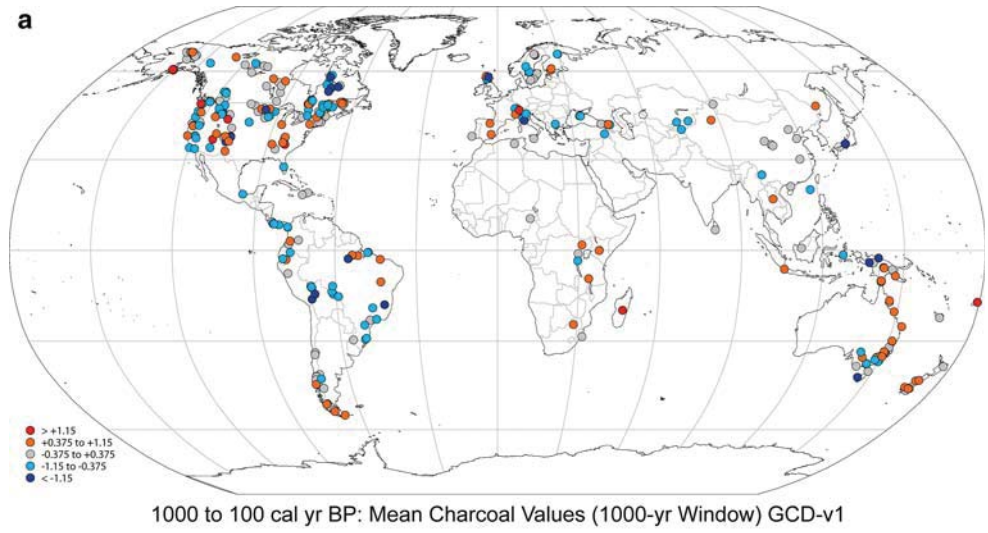 a
> +1.15
+0.375 to +1.15
-0.375 to +0.375
-1.15 to -0.375
< -1.15
1000 to 100 cal yr BP: Mean Charcoal Values (1000-yr Window) GCD-v1